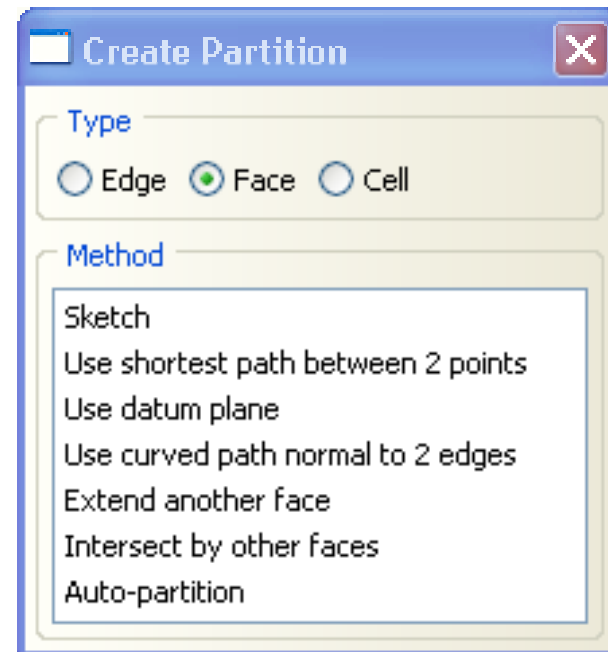 Create Partition
Type
Edge Face Cell
Method
Sketch
Use shortest path between 2 points
Use datum plane
Use curved path normal to 2 edges
Extend another face
Intersect by other faces
Auto-partition